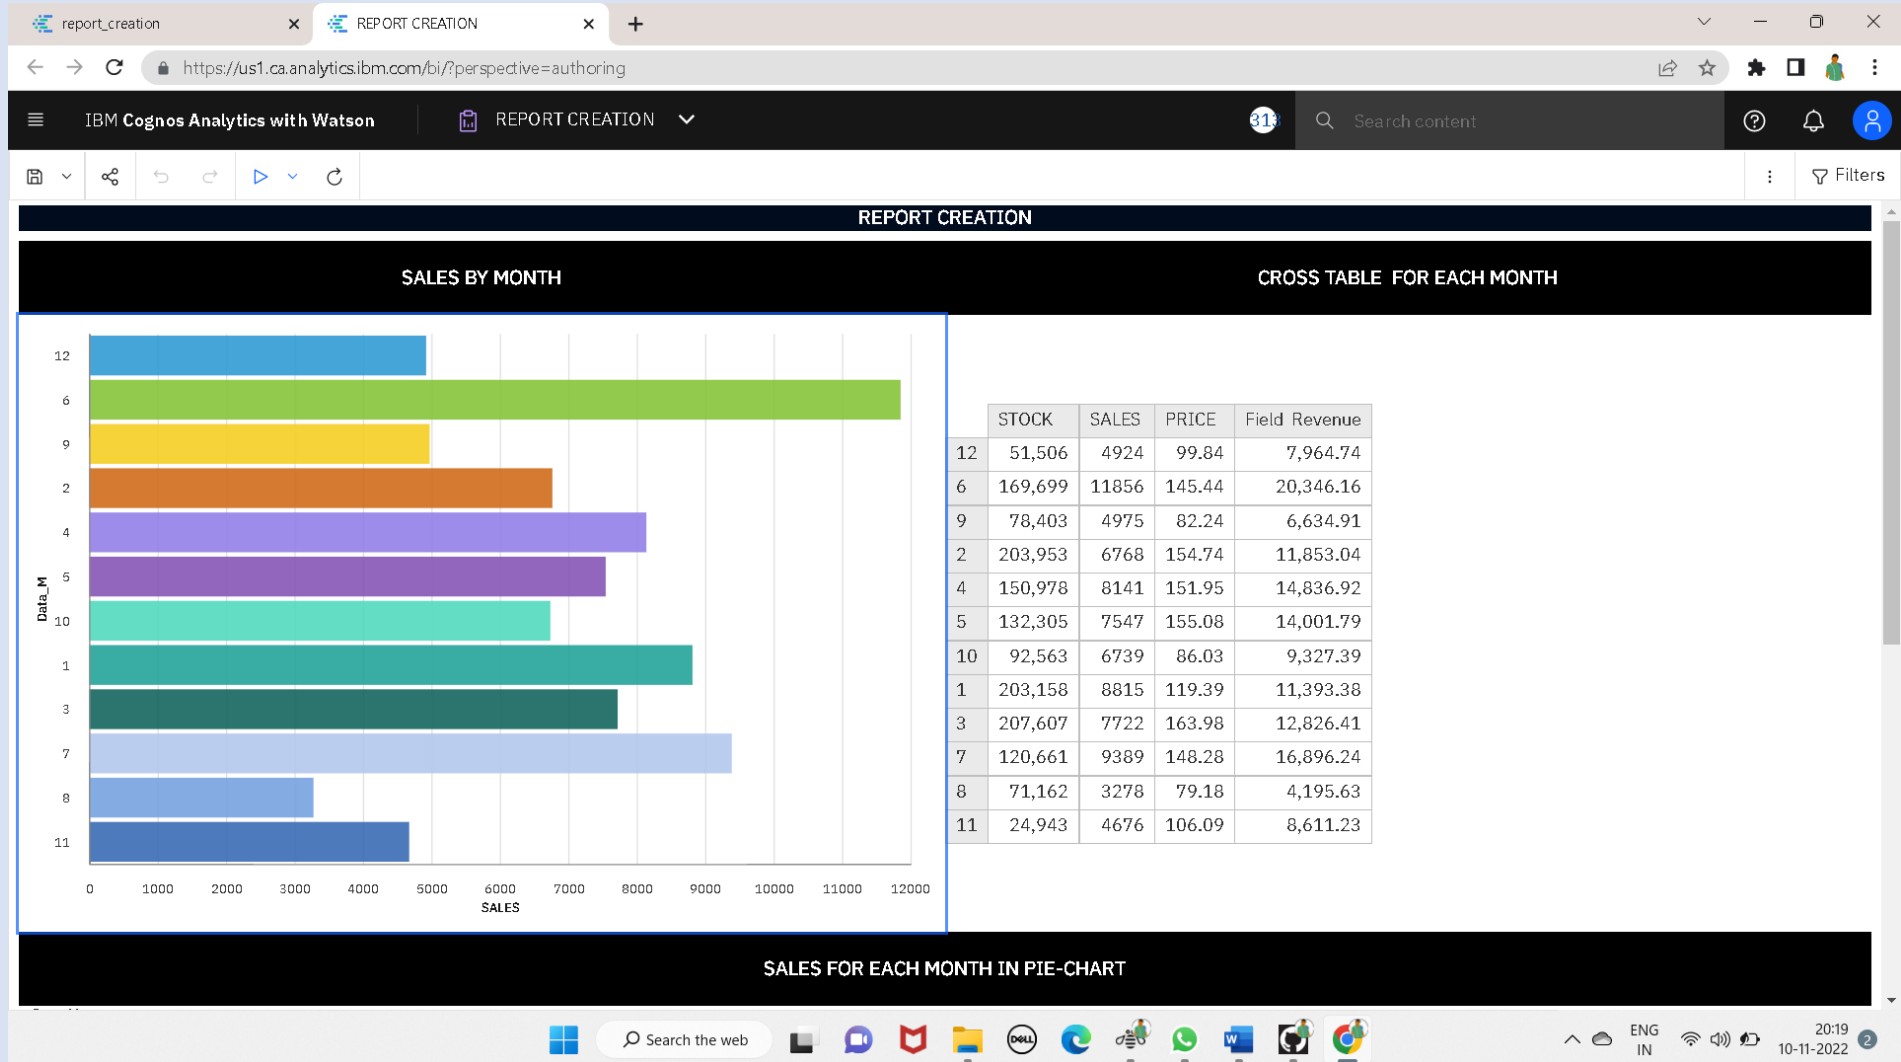 report_creation
REPORT CREATION
https://us1.ca.analytics.ibm.com/bi/?perspective=authoring
IBM Cognos Analytics with Watson
REPORT CREATION
313
Search content
Filters
REPORT CREATION
SALES BY MONTH
CROSS TABLE FOR EACH MONTH
12
6
9
2
4
5
10
1
3
7
8
11
Data_M
0 1000 2000 3000 4000 5000 6000 7000 8000 9000 10000 11000 12000
SALES
STOCK SALES PRICE Field Revenue
12 51,506 4924 99.84 7,964.74
6 169,699 11856 145.44 20,346.16
9 78,403 4975 82.24 6,634.91
2 203,953 6768 154.74 11,853.04
4 150,978 8141 151.95 14,836.92
5 132,305 7547 155.08 14,001.79
10 92,563 6739 86.03 9,327.39
1 203,158 8815 119.39 11,393.38
3 207,607 7722 163.98 12,826.41
7 120,661 9389 148.28 16,896.24
8 71,162 3278 79.18 4,195.63
11 24,943 4676 106.09 8,611.23
SALES FOR EACH MONTH IN PIE-CHART
Search the web
DELL
W
ENG
IN
20:19
10-11-2022
2